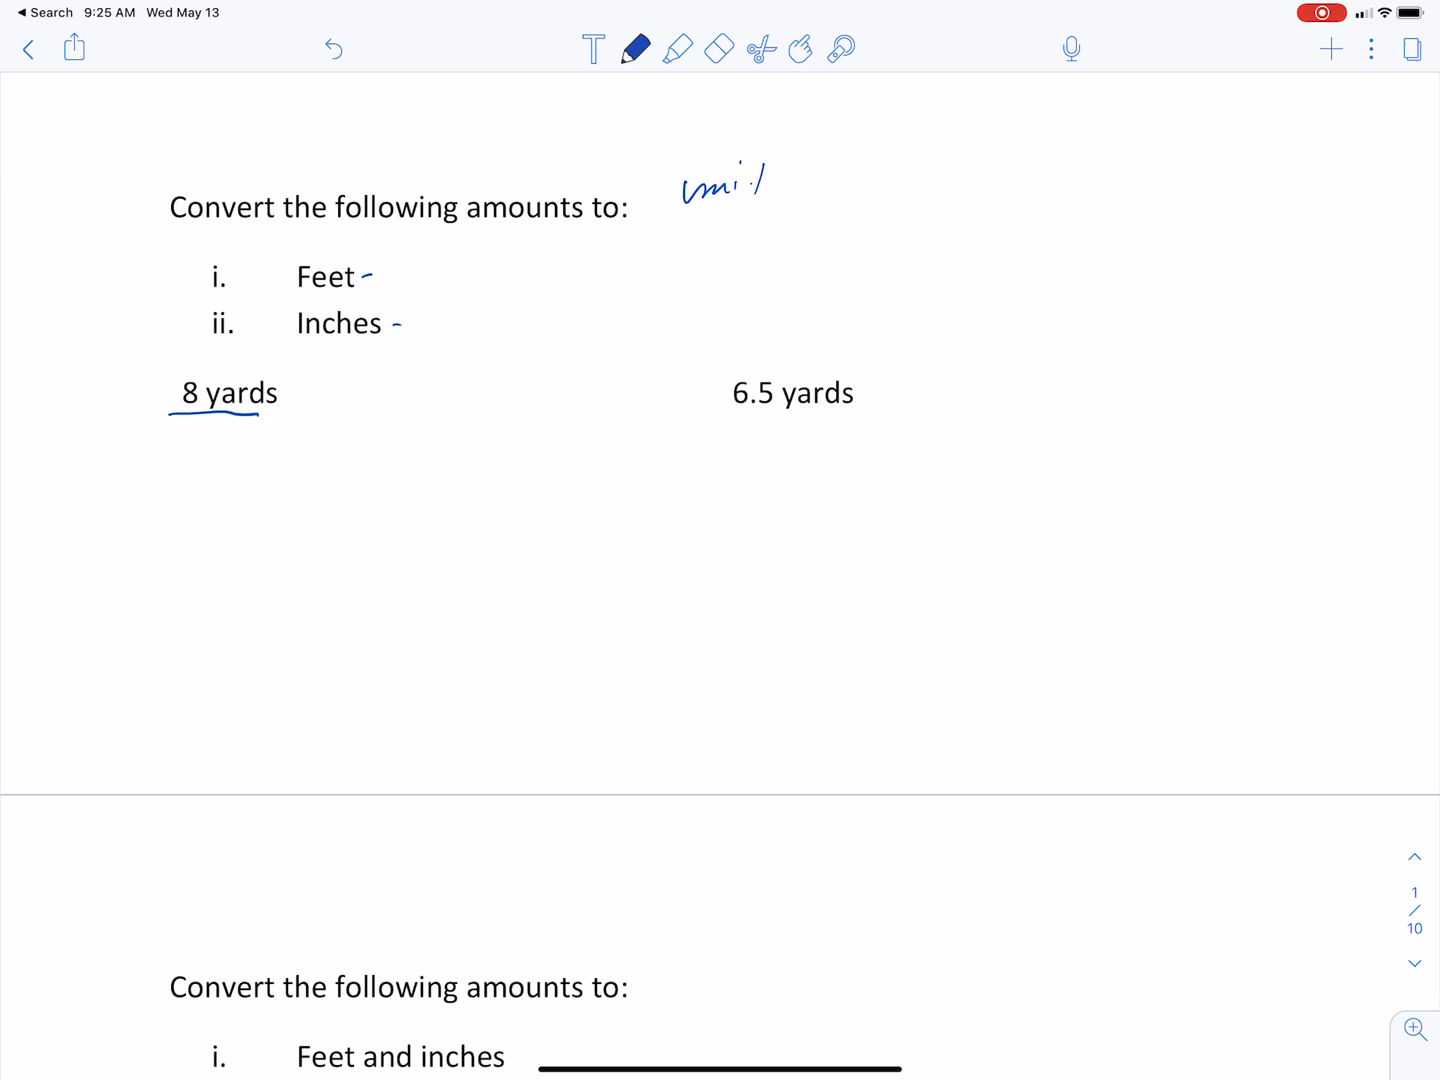 ◀ Search 9:25 AM Wed May 13
Convert the following amounts to:
i. Feet -
ii. Inches -
8 yards 6.5 yards
1
/
10
Convert the following amounts to:
i. Feet and inches